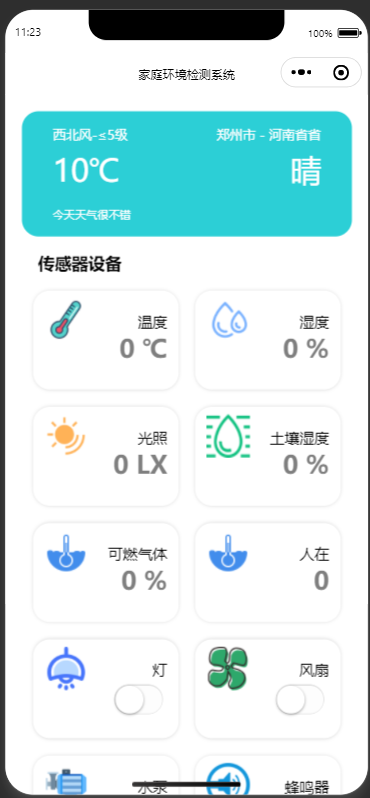 11:23
100%
家庭环境检测系统
西北风-≤5级
郑州市 - 河南省省
10℃
晴
今天天气很不错
传感器设备
温度
0 ℃
湿度
0 %
光照
0 LX
土壤湿度
0 %
可燃气体
0 %
人在
0
灯
风扇
水泵
蜂鸣器